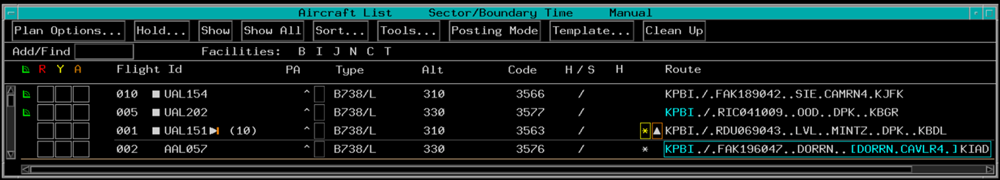 Aircraft List Sector/Boundary Time Manual
Plan Options... Hold... Show Show All Sort... Tools... Posting Mode Template... Clean Up
Add/Find Facilities: B I J N C T
R Y A Flight Id PA Type Alt Code H/S H Route
010 UAL154 ^ B738/L 310 3566 / KPBI./.FAK189042..SIE.CAMRN4.KJFK
005 UAL202 ^ B738/L 330 3577 / KPBI./.RIC041009..OOD..DPK..KBGR
001 UAL151 (10) ^ B738/L 310 3563 / * KPBI./.RDU069043..LVL..MINTZ..DPK..KBDL
002 AAL057 ^ B738/L 330 3576 / * KPBI./.FAK196047..DORRN..[DORRN.CAVLR4.]KIAD